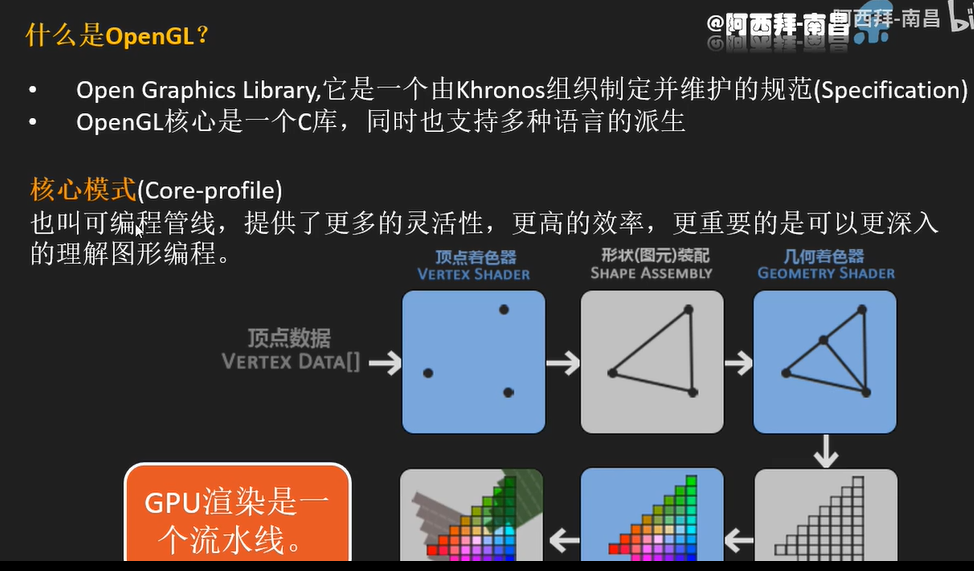 什么是OpenGL?
@阿西拜-南昌
阿西拜-南昌
bi
• Open Graphics Library,它是一个由Khronos组织制定并维护的规范(Specification)
• OpenGL核心是一个C库，同时也支持多种语言的派生
核心模式(Core-profile)
也叫可编程管线，提供了更多的灵活性，更高的效率，更重要的是可以更深入
的理解图形编程。
顶点着色器
VERTEX SHADER
形状(图元)装配
SHAPE ASSEMBLY
几何着色器
GEOMETRY SHADER
顶点数据
VERTEX DATA[]
GPU渲染是一
个流水线。